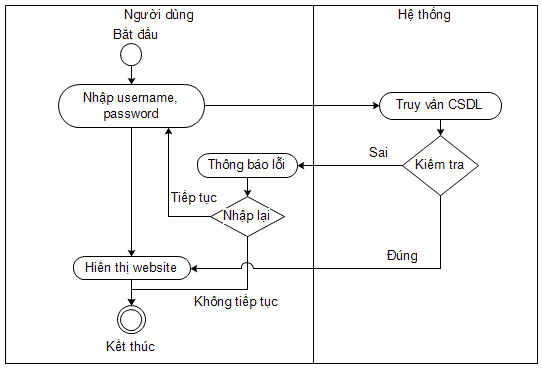 Người dùng
Hệ thống
Bắt đầu
Nhập username,
password
Truy vấn CSDL
Sai
Kiểm tra
Thông báo lỗi
Tiếp tục
Nhập lại
Đúng
Hiển thị website
Không tiếp tục
Kết thúc